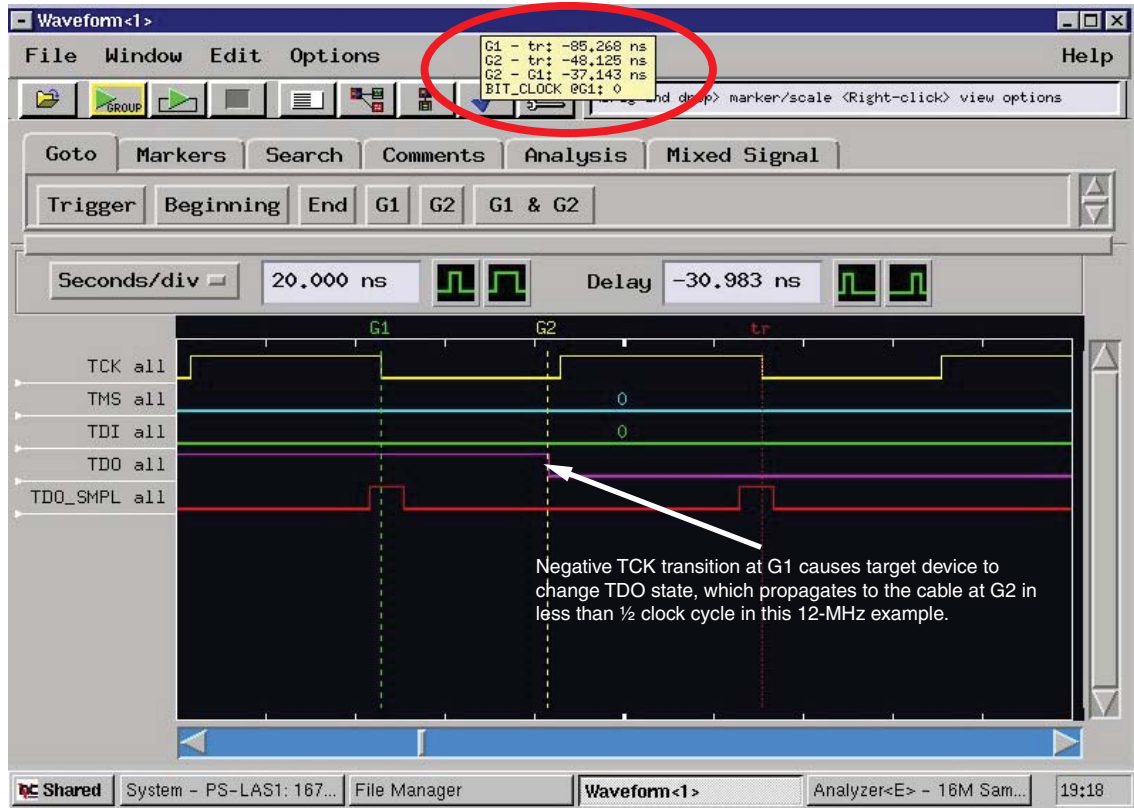 Waveform<1>
File Window Edit Options Help
G1 - tr: -85.268 ns
G2 - tr: -48.125 ns
G2 - G1: -37.143 ns
BIT_CLOCK @G1: 0
GROUP
and drop> marker/scale <Right-click> view options
Goto Markers Search Comments Analysis Mixed Signal
Trigger Beginning End G1 G2 G1 & G2
Seconds/div 20.000 ns Delay -30.983 ns
G1 G2 tr
TCK all
TMS all 0
TDI all 0
TDO all
TDO_SMPL all
Negative TCK transition at G1 causes target device to
change TDO state, which propagates to the cable at G2 in
less than ½ clock cycle in this 12-MHz example.
Shared System - PS-LAS1: 167... File Manager Waveform<1> Analyzer<E> - 16M Sam... 19:18